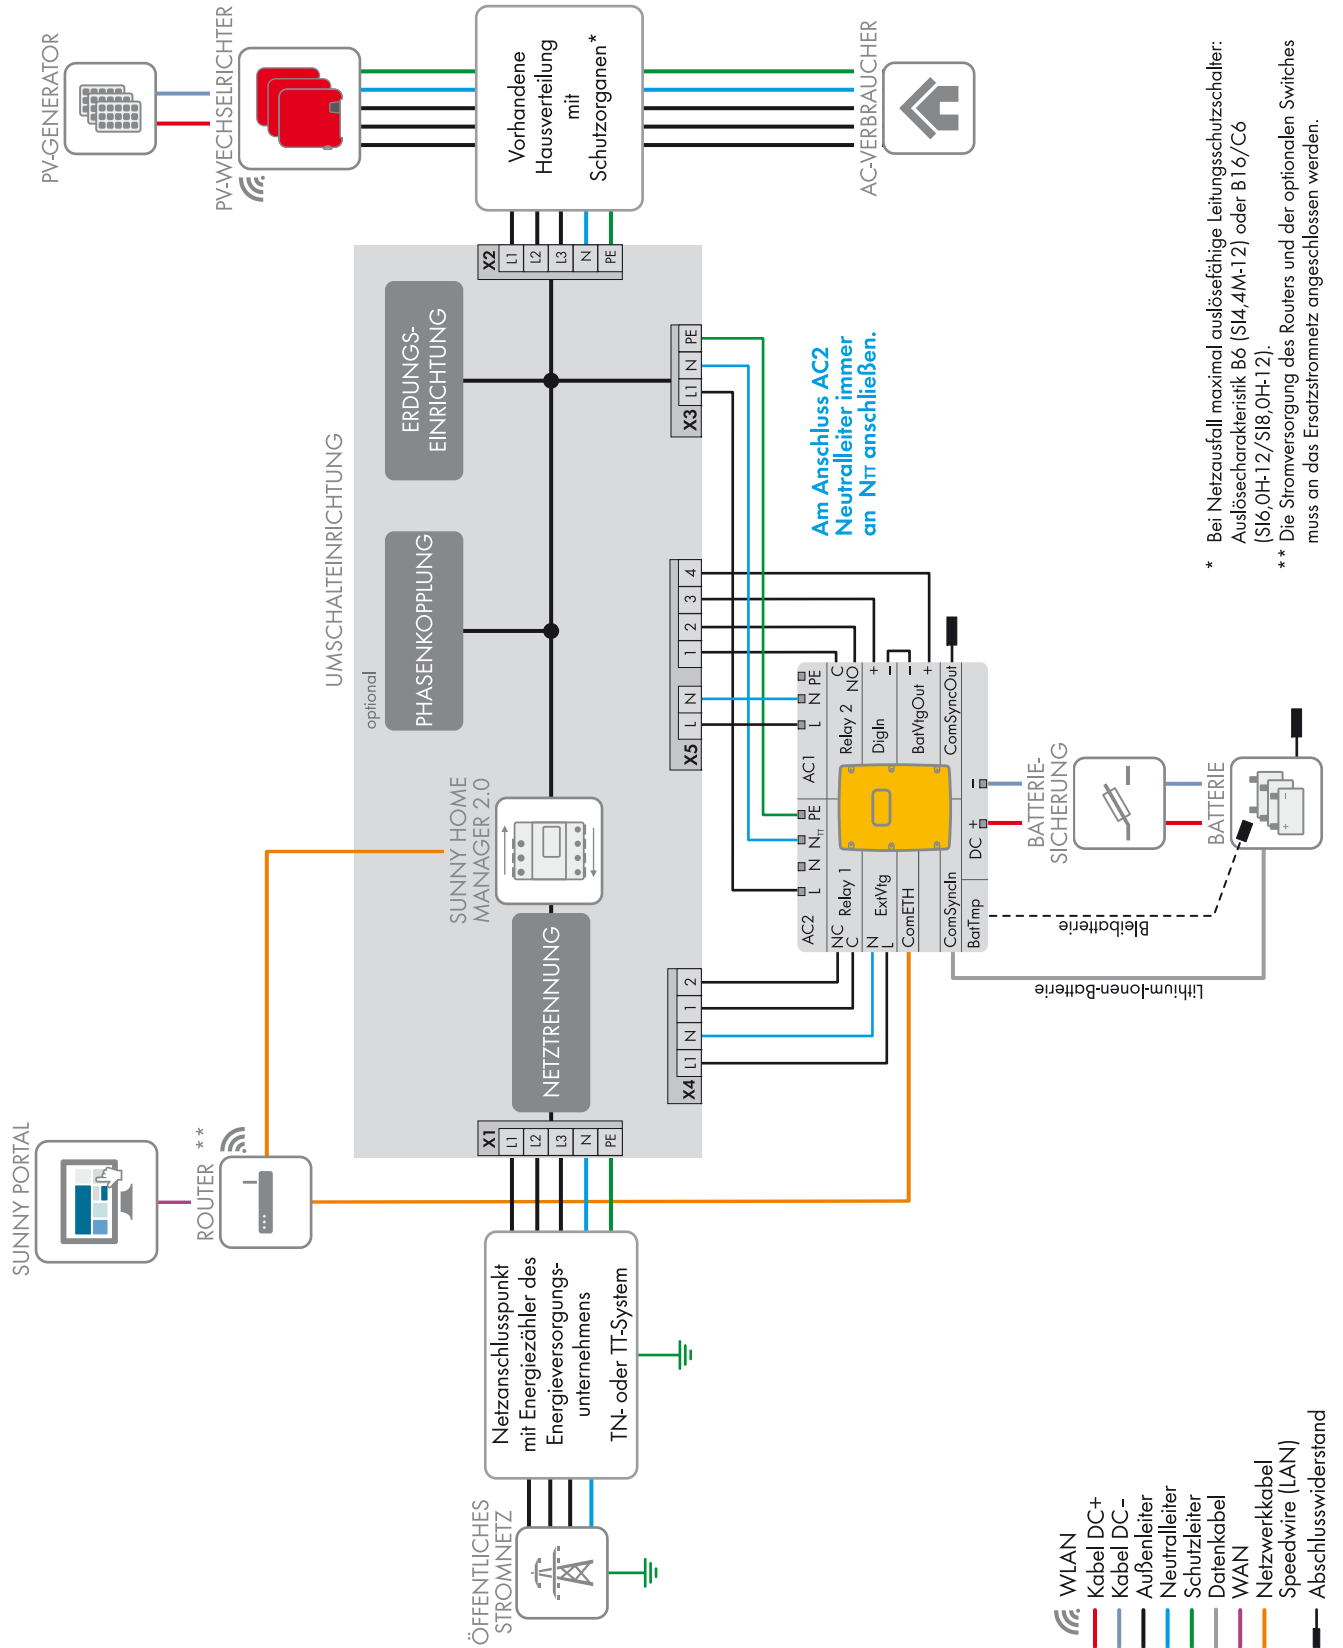 SUNNY PORTAL
ROUTER **
PV-GENERATOR
PV-WECHSELRICHTER
UMSCHALTEINRICHTUNG
optional
PHASENKOPPLUNG
ERDUNGS-
EINRICHTUNG
SUNNY HOME
MANAGER 2.0
NETZTRENNUNG
ÖFFENTLICHES
STROMNETZ
Netzanschlusspunkt
mit Energiezähler des
Energieversorgungs-
unternehmens
TN- oder TT-System
X1
L1
L2
L3
N
PE
X2
L1
L2
L3
N
PE
Vorhandene
Hausverteilung
mit
Schutzorganen*
AC-VERBRAUCHER
X4
L1
N
1
2
X5
L
N
1
2
3
4
X3
L1
N
PE
Am Anschluss AC2
Neutralleiter immer
an NTT anschließen.
AC2
L
N
NTT
PE
AC1
L
N
PE
NC
C
Relay 1
Relay 2
C
NO
N
L
ExtVtg
DigIn
+
−
ComETH
BatVtgOut
−
+
ComSyncIn
ComSyncOut
BatTmp
DC
+
−
Bleibatterie
Lithium-Ionen-Batterie
BATTERIE-
SICHERUNG
BATTERIE
+
−
WLAN
Kabel DC+
Kabel DC−
Außenleiter
Neutralleiter
Schutzleiter
Datenkabel
WAN
Netzwerkkabel
Speedwire (LAN)
Abschlusswiderstand
* Bei Netzausfall maximal auslösefähige Leitungsschutzschalter:
Auslösecharakteristik B6 (SI4,4M-12) oder B16/C6
(SI6,0H-12/SI8,0H-12).
** Die Stromversorgung des Routers und der optionalen Switches
muss an das Ersatzstromnetz angeschlossen werden.